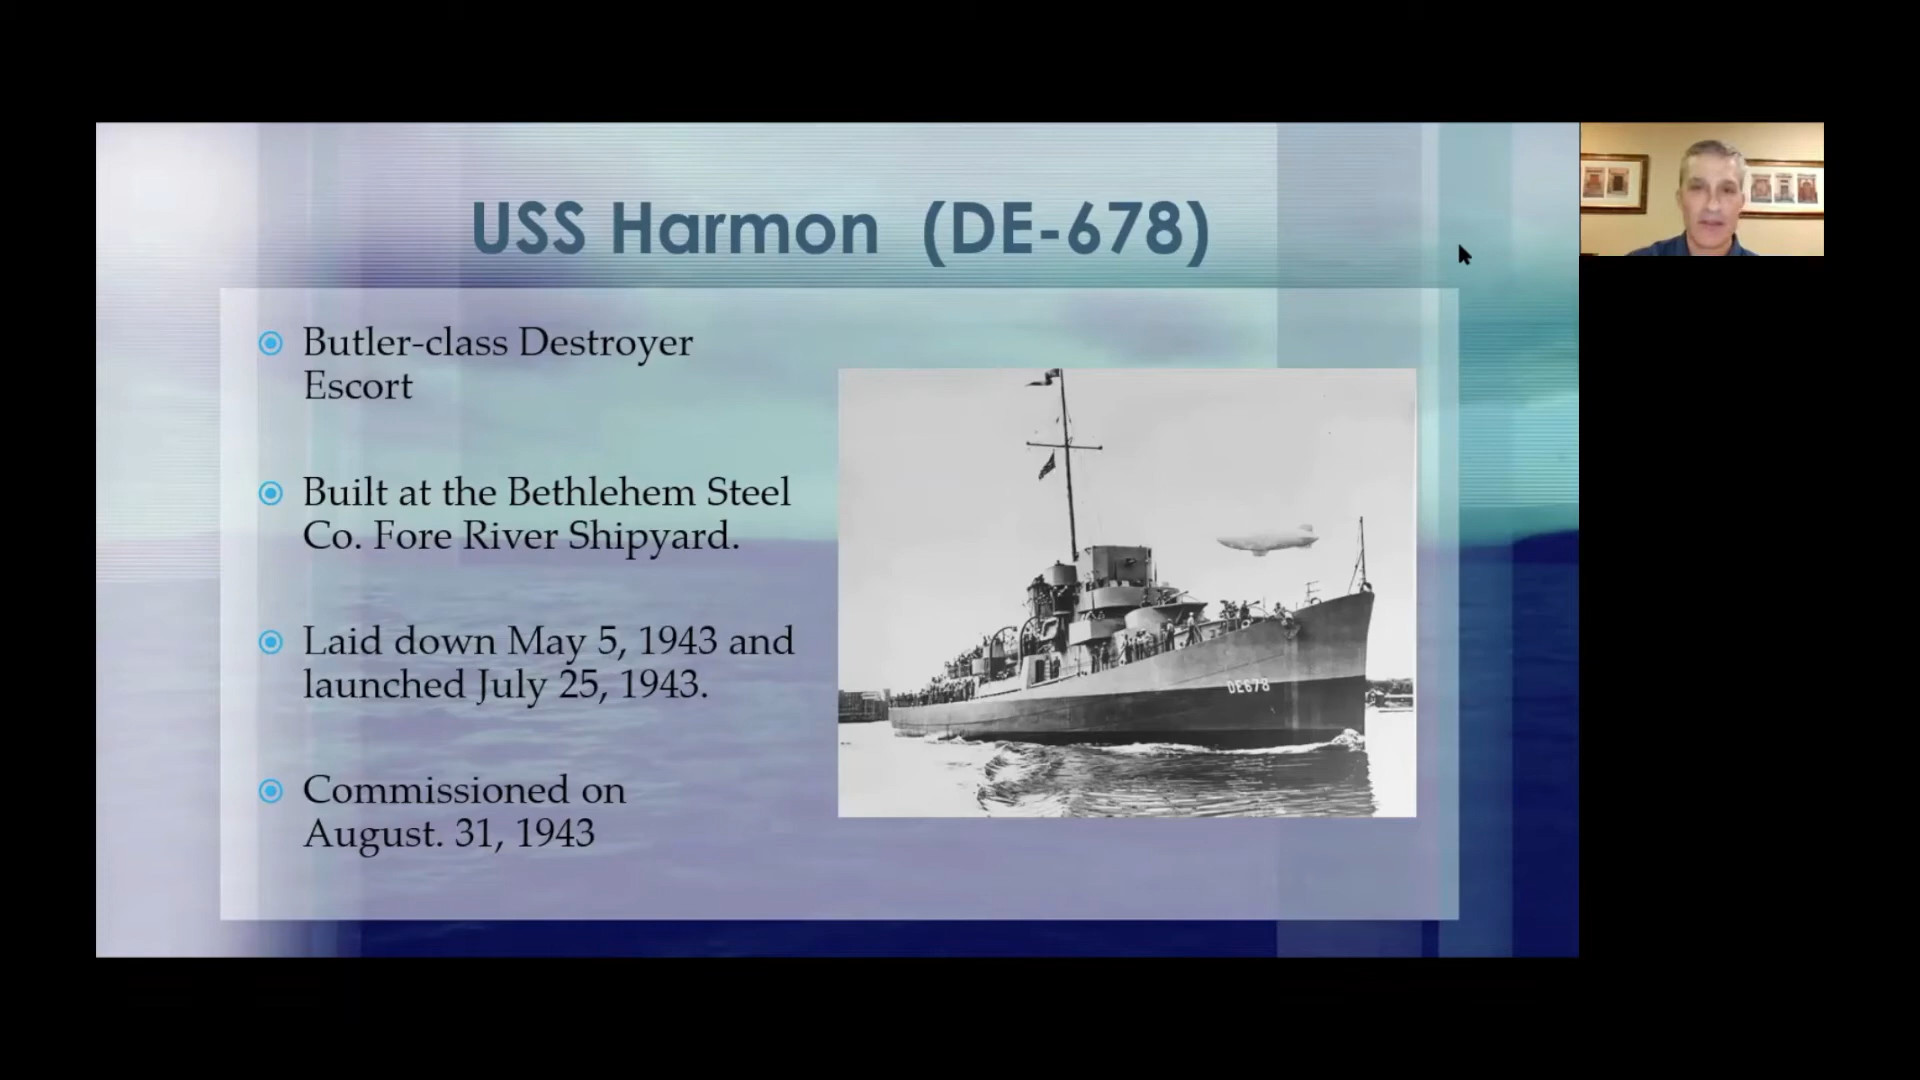 USS Harmon (DE-678)
Butler-class Destroyer
Escort
Built at the Bethlehem Steel
Co. Fore River Shipyard.
Laid down May 5, 1943 and
launched July 25, 1943.
Commissioned on
August. 31, 1943
DE678